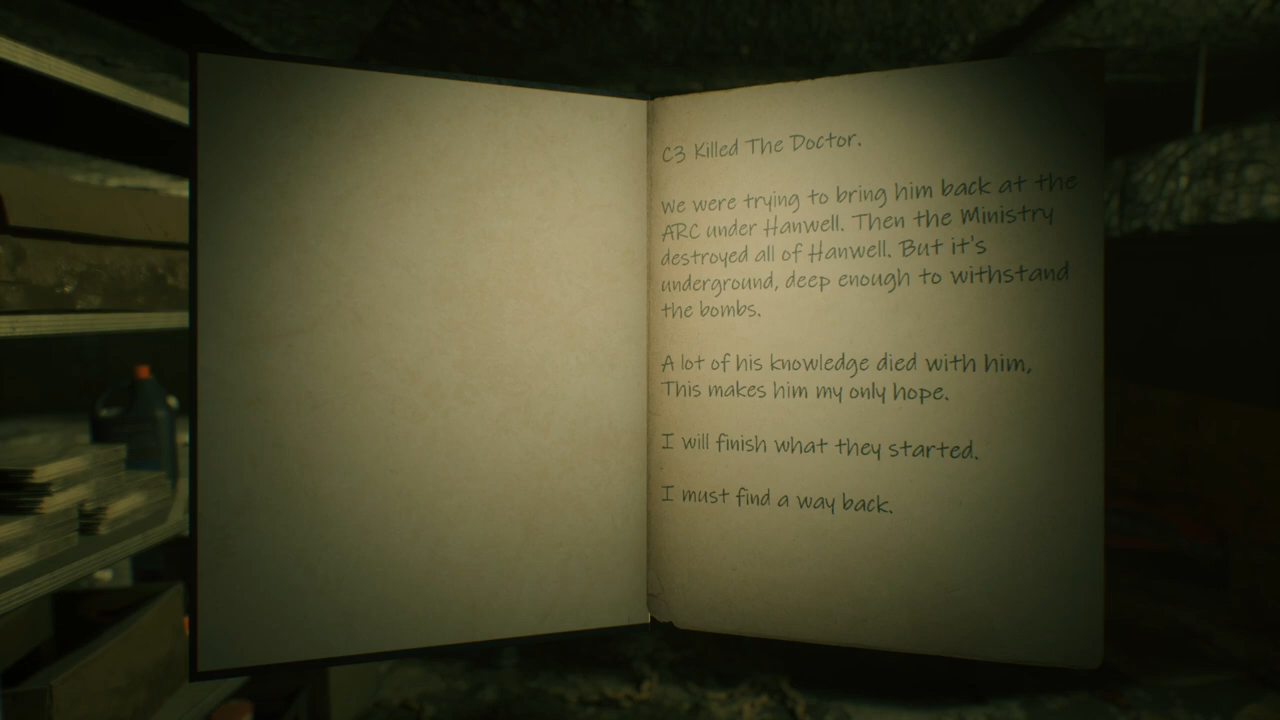 C3 Killed The Doctor.
we were trying to bring him back at the
ARC under Hanwell. Then the Ministry
destroyed all of Hanwell. But it's
underground, deep enough to withstand
the bombs.
A lot of his knowledge died with him,
This makes him my only hope.
I will finish what they started.
I must find a way back.